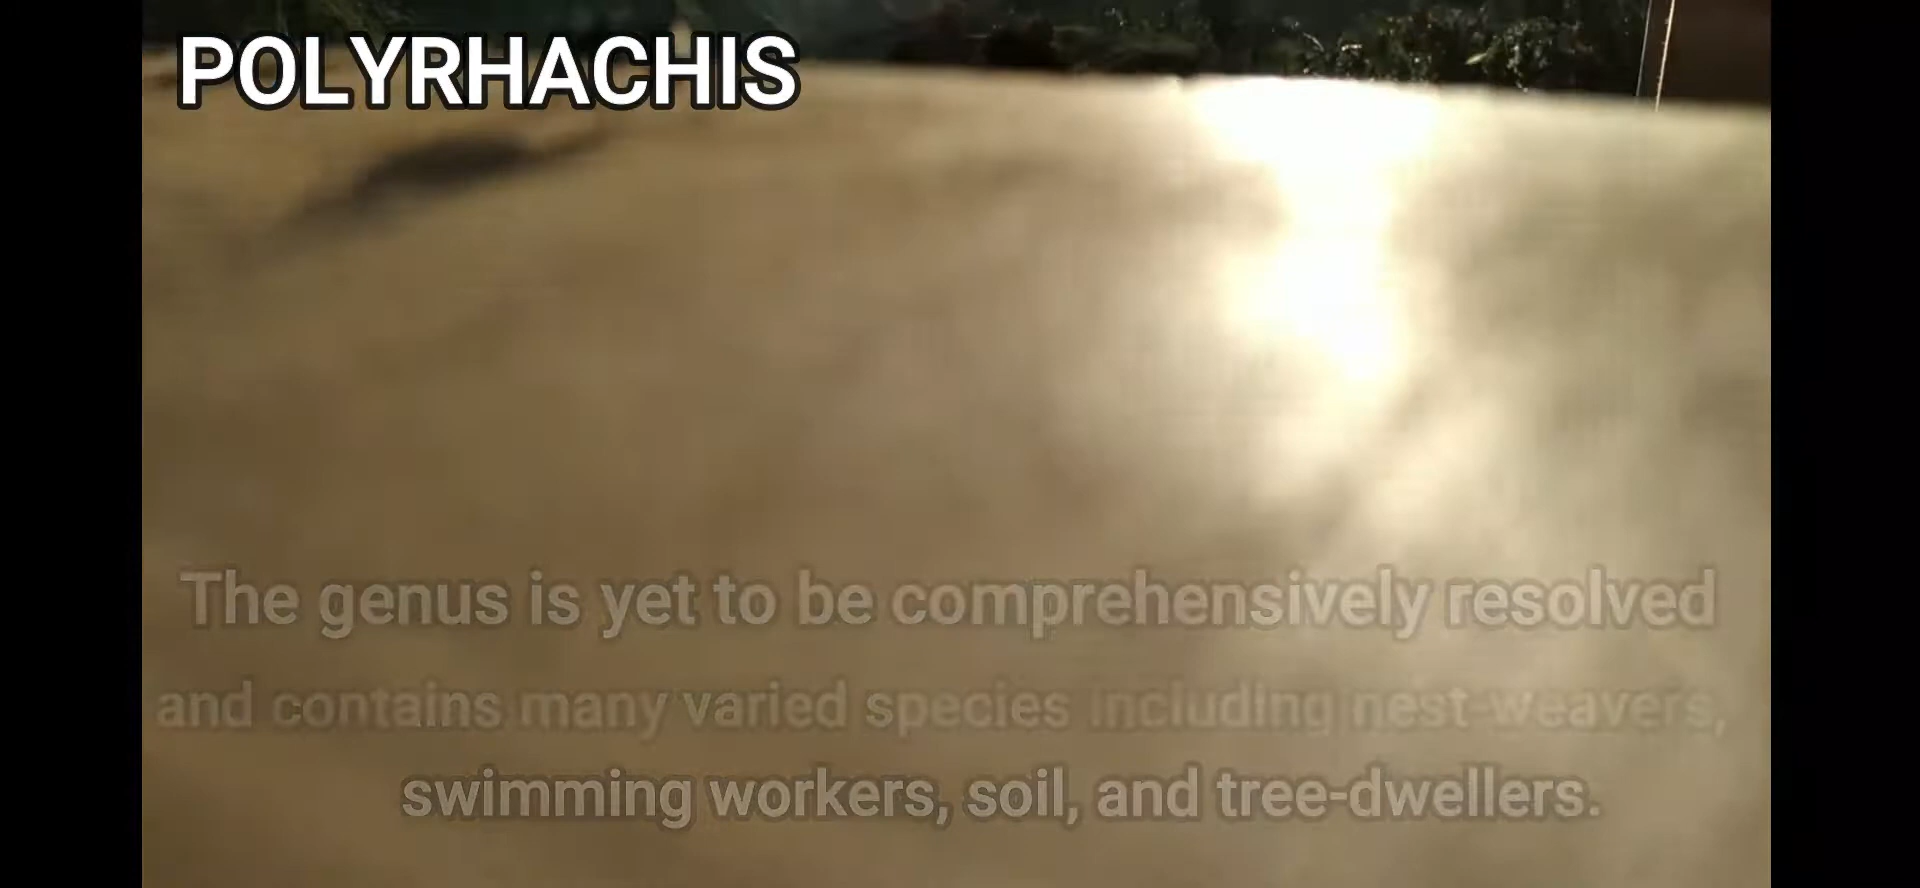 POLYRHACHIS
The genus is yet to be comprehensively resolved
and contains many varied species including nest-weavers,
swimming workers, soil, and tree-dwellers.